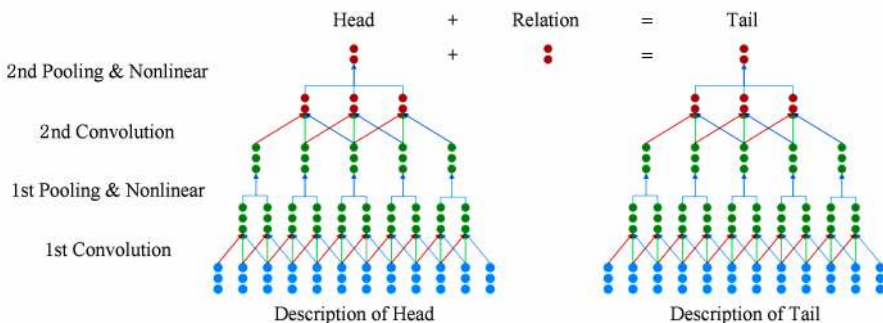 Head + Relation = Tail
+ =
2nd Pooling & Nonlinear
2nd Convolution
1st Pooling & Nonlinear
1st Convolution
Description of Head Description of Tail